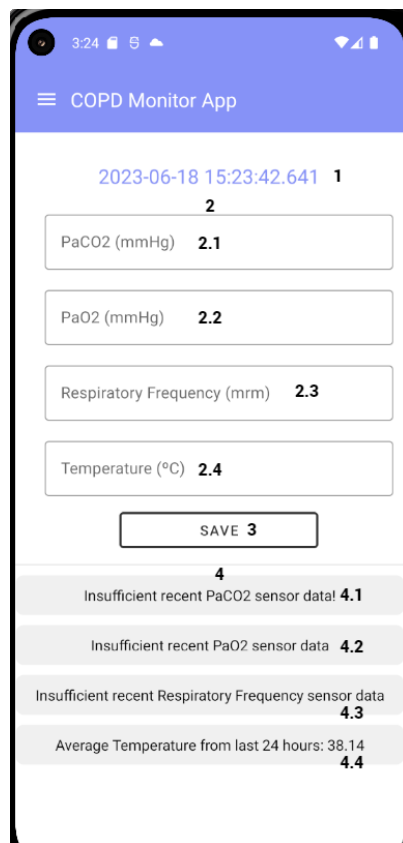 3:24
COPD Monitor App
2023-06-18 15:23:42.641 1
2
PaCO2 (mmHg) 2.1
PaO2 (mmHg) 2.2
Respiratory Frequency (mrm) 2.3
Temperature (ºC) 2.4
SAVE 3
4
Insufficient recent PaCO2 sensor data! 4.1
Insufficient recent PaO2 sensor data 4.2
Insufficient recent Respiratory Frequency sensor data
4.3
Average Temperature from last 24 hours: 38.14
4.4